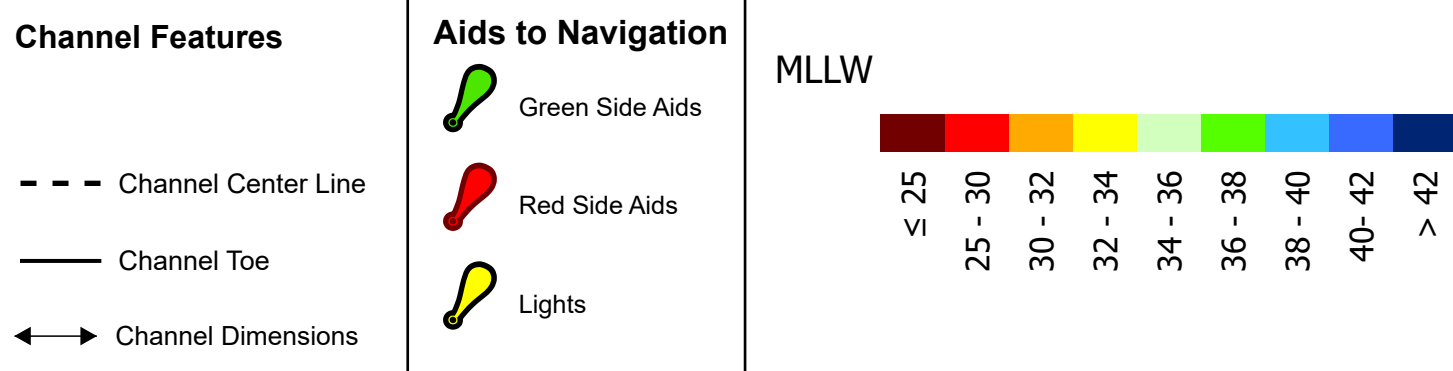 Channel Features
Channel Center Line
Channel Toe
Channel Dimensions
Aids to Navigation
Green Side Aids
Red Side Aids
Lights
MLLW
≤ 25
25 - 30
30 - 32
32 - 34
34 - 36
36 - 38
38 - 40
40- 42
> 42